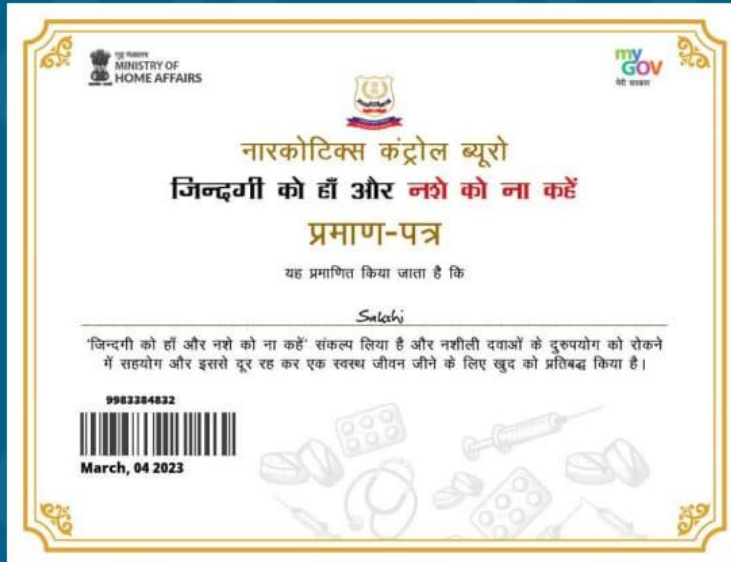 गृह मंत्रालय
MINISTRY OF
HOME AFFAIRS
my
GOV
मेरी सरकार
नारकोटिक्स कंट्रोल ब्यूरो
जिन्दगी को हाँ और नशे को ना कहें
प्रमाण-पत्र
यह प्रमाणित किया जाता है कि
Sakshi
'जिन्दगी को हाँ और नशे को ना कहें' संकल्प लिया है और नशीली दवाओं के दुरुपयोग को रोकने
में सहयोग और इससे दूर रह कर एक स्वस्थ जीवन जीने के लिए खुद को प्रतिबद्ध किया है।
9983384832
March, 04 2023